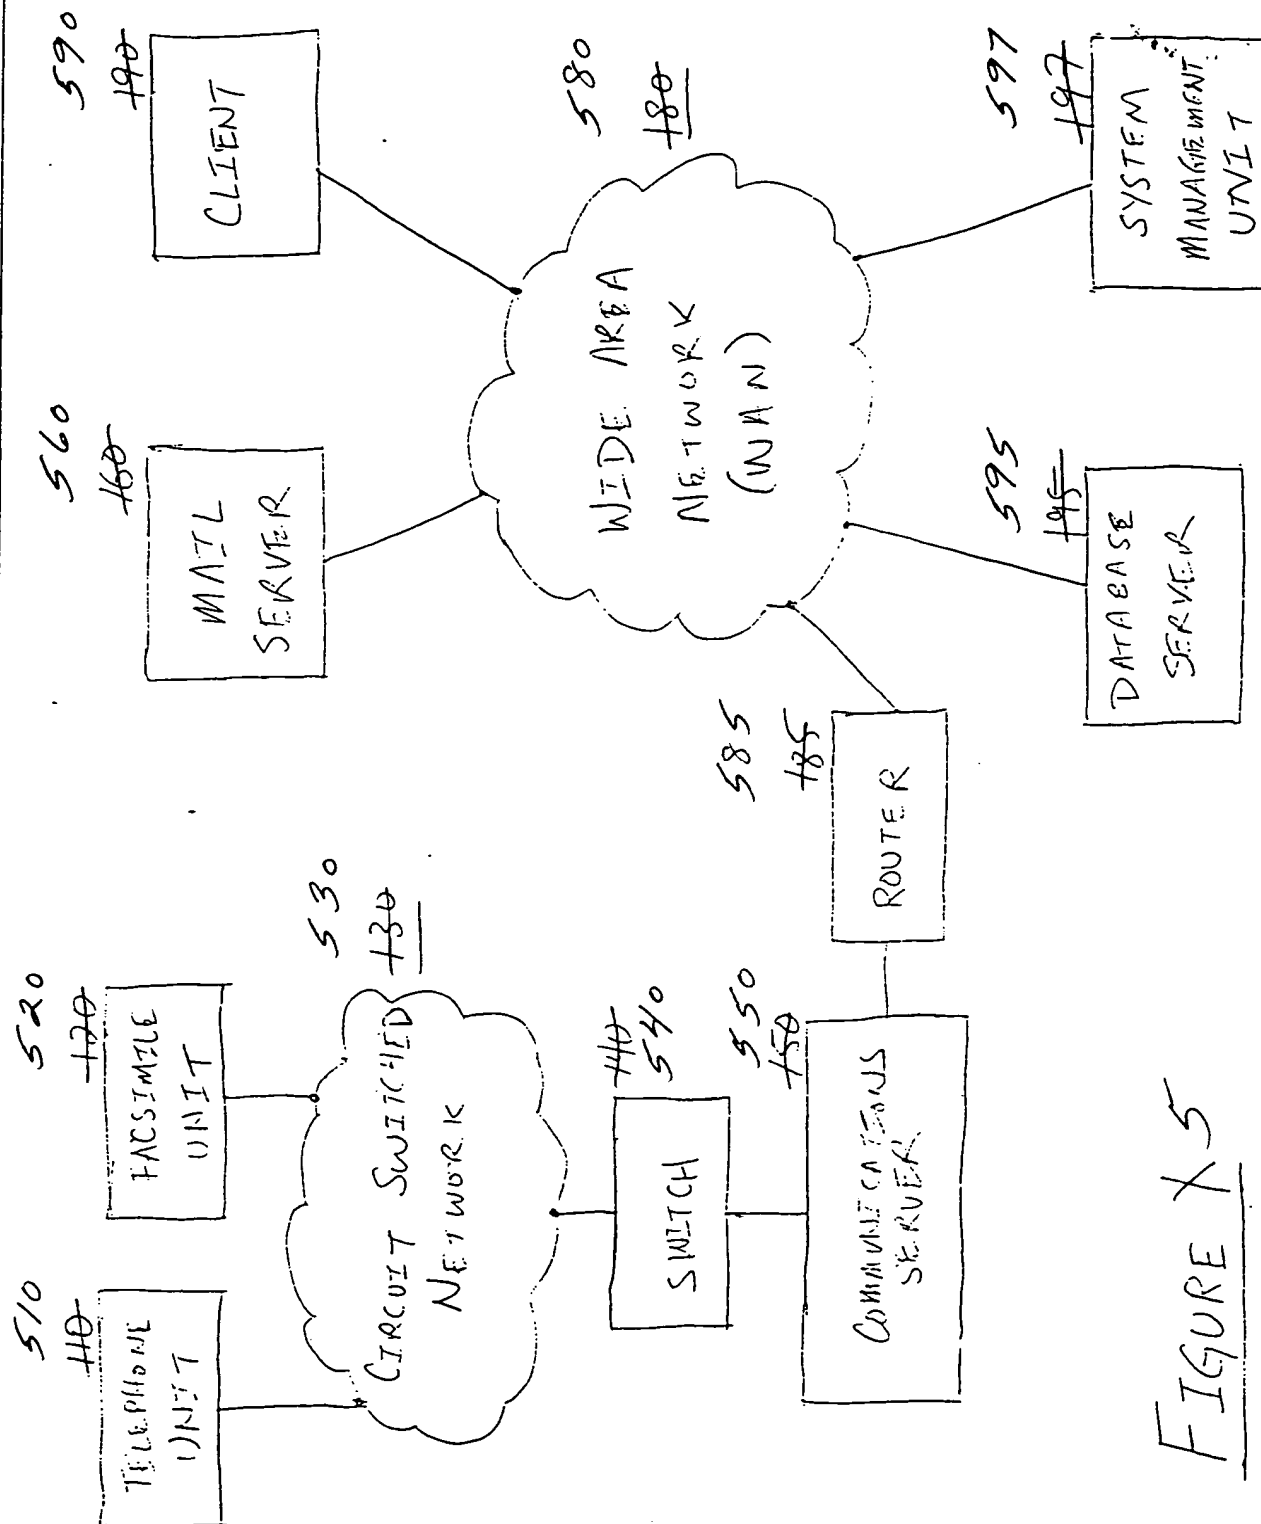 510
110
TELEPHONE
UNIT
520
120
FACSIMILE
UNIT
530
130
CIRCUIT SWITCHED
NETWORK
140
540
SWITCH
550
150
COMMUNICATIONS
SERVER
585
185
ROUTER
560
160
MAIL
SERVER
590
190
CLIENT
580
180
WIDE AREA
NETWORK
(WAN)
595
195
DATABASE
SERVER
597
197
SYSTEM
MANAGEMENT
UNIT
FIGURE X5